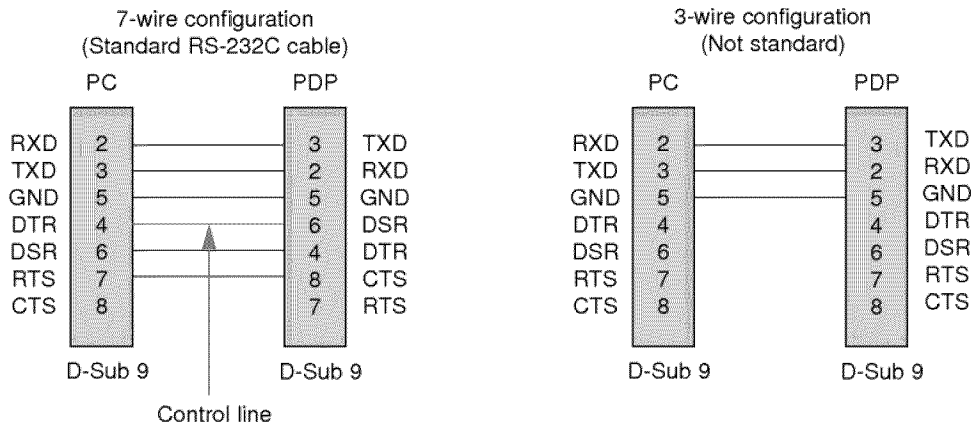 7-wire configuration
(Standard RS-232C cable)
PC PDP
RXD 2 3 TXD
TXD 3 2 RXD
GND 5 5 GND
DTR 4 6 DSR
DSR 6 4 DTR
RTS 7 8 CTS
CTS 8 7 RTS
D-Sub 9 D-Sub 9
Control line
3-wire configuration
(Not standard)
PC PDP
RXD 2 3 TXD
TXD 3 2 RXD
GND 5 5 GND
DTR 4 4 DTR
DSR 6 6 DSR
RTS 7 7 RTS
CTS 8 8 CTS
D-Sub 9 D-Sub 9